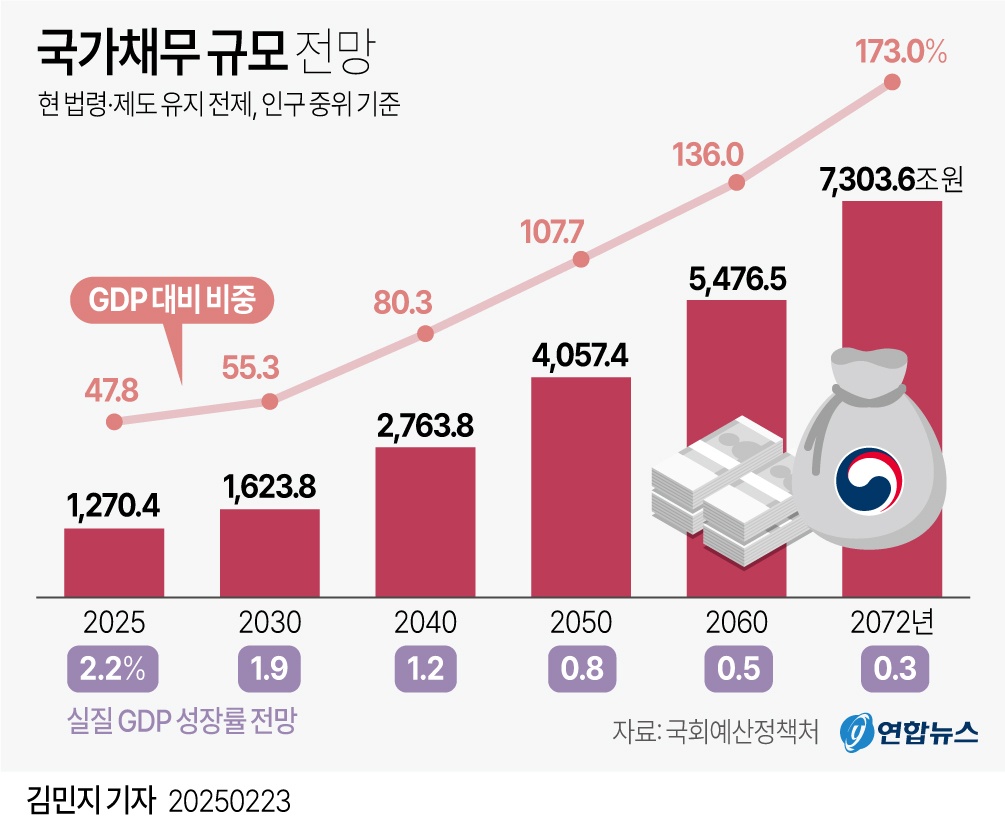 국가채무 규모 전망
현 법령·제도 유지 전제, 인구 중위 기준
GDP 대비 비중
47.8
55.3
80.3
107.7
136.0
173.0%
1,270.4
1,623.8
2,763.8
4,057.4
5,476.5
7,303.6조원
2025 2030 2040 2050 2060 2072년
2.2% 1.9 1.2 0.8 0.5 0.3
실질 GDP 성장률 전망
자료: 국회예산정책처 연합뉴스
김민지 기자 20250223